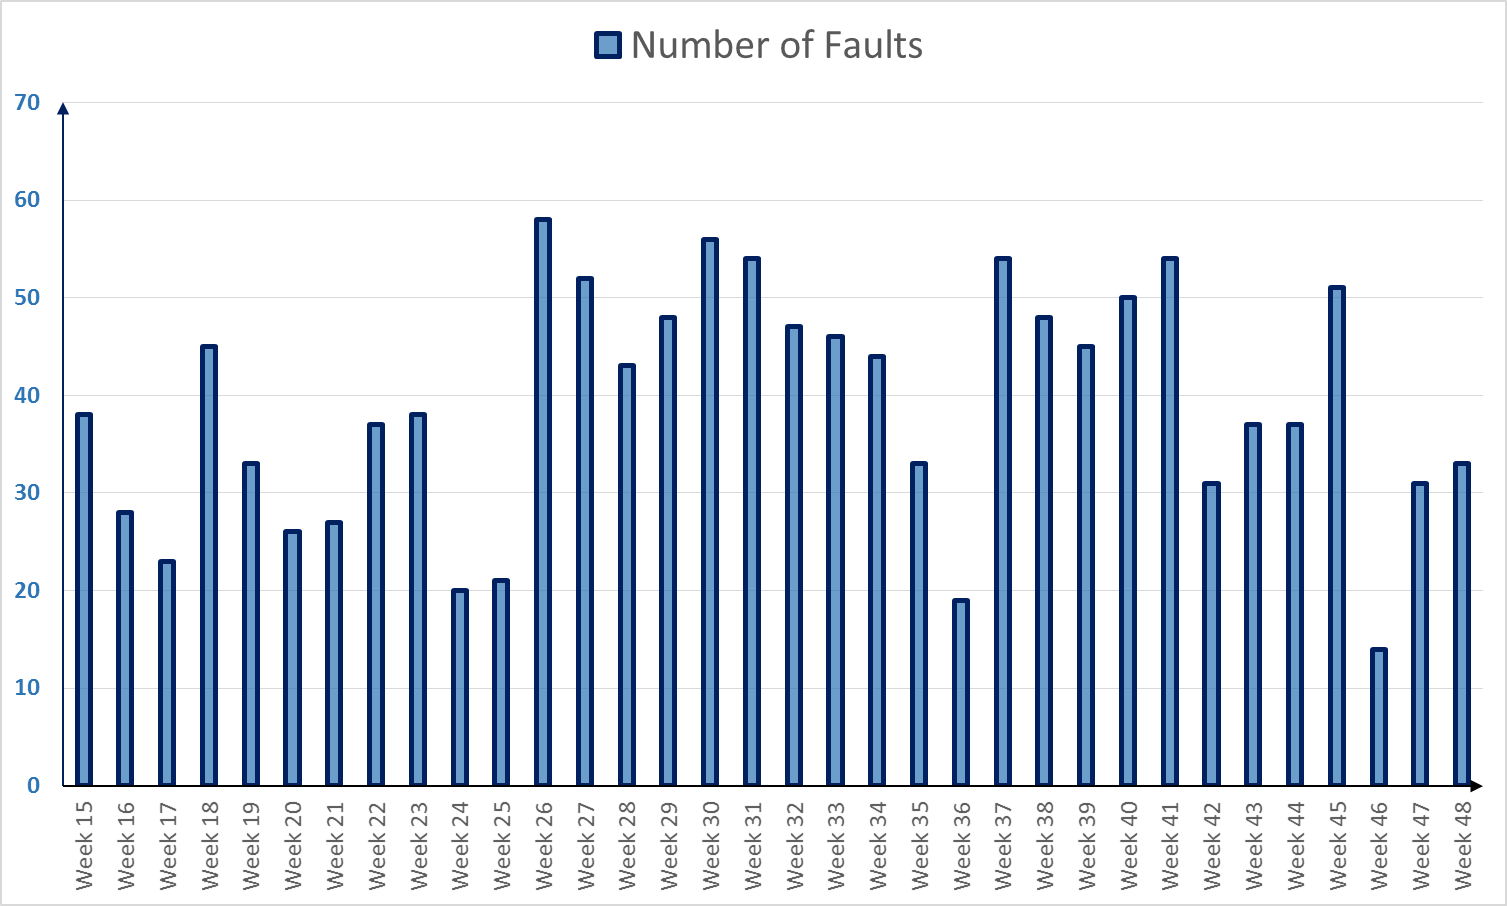 Number of Faults
70
60
50
40
30
20
10
0
Week 15
Week 16
Week 17
Week 18
Week 19
Week 20
Week 21
Week 22
Week 23
Week 24
Week 25
Week 26
Week 27
Week 28
Week 29
Week 30
Week 31
Week 32
Week 33
Week 34
Week 35
Week 36
Week 37
Week 38
Week 39
Week 40
Week 41
Week 42
Week 43
Week 44
Week 45
Week 46
Week 47
Week 48